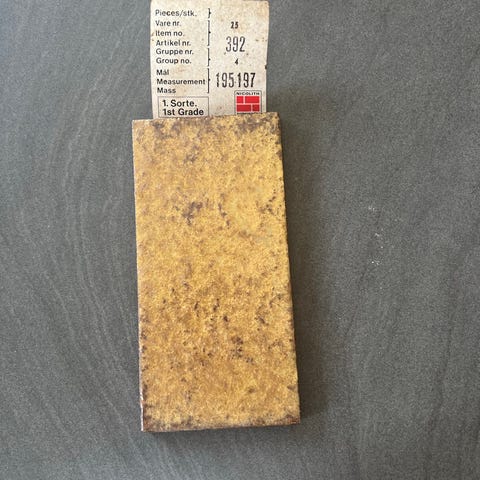 Pieces/stk.
Vare nr. 25
Item no.
Artikel nr. 392
Gruppe nr.
Group no. 4
Mål
Measurement 195197
Mass
1. Sorte.
1st Grade
NICOLITH